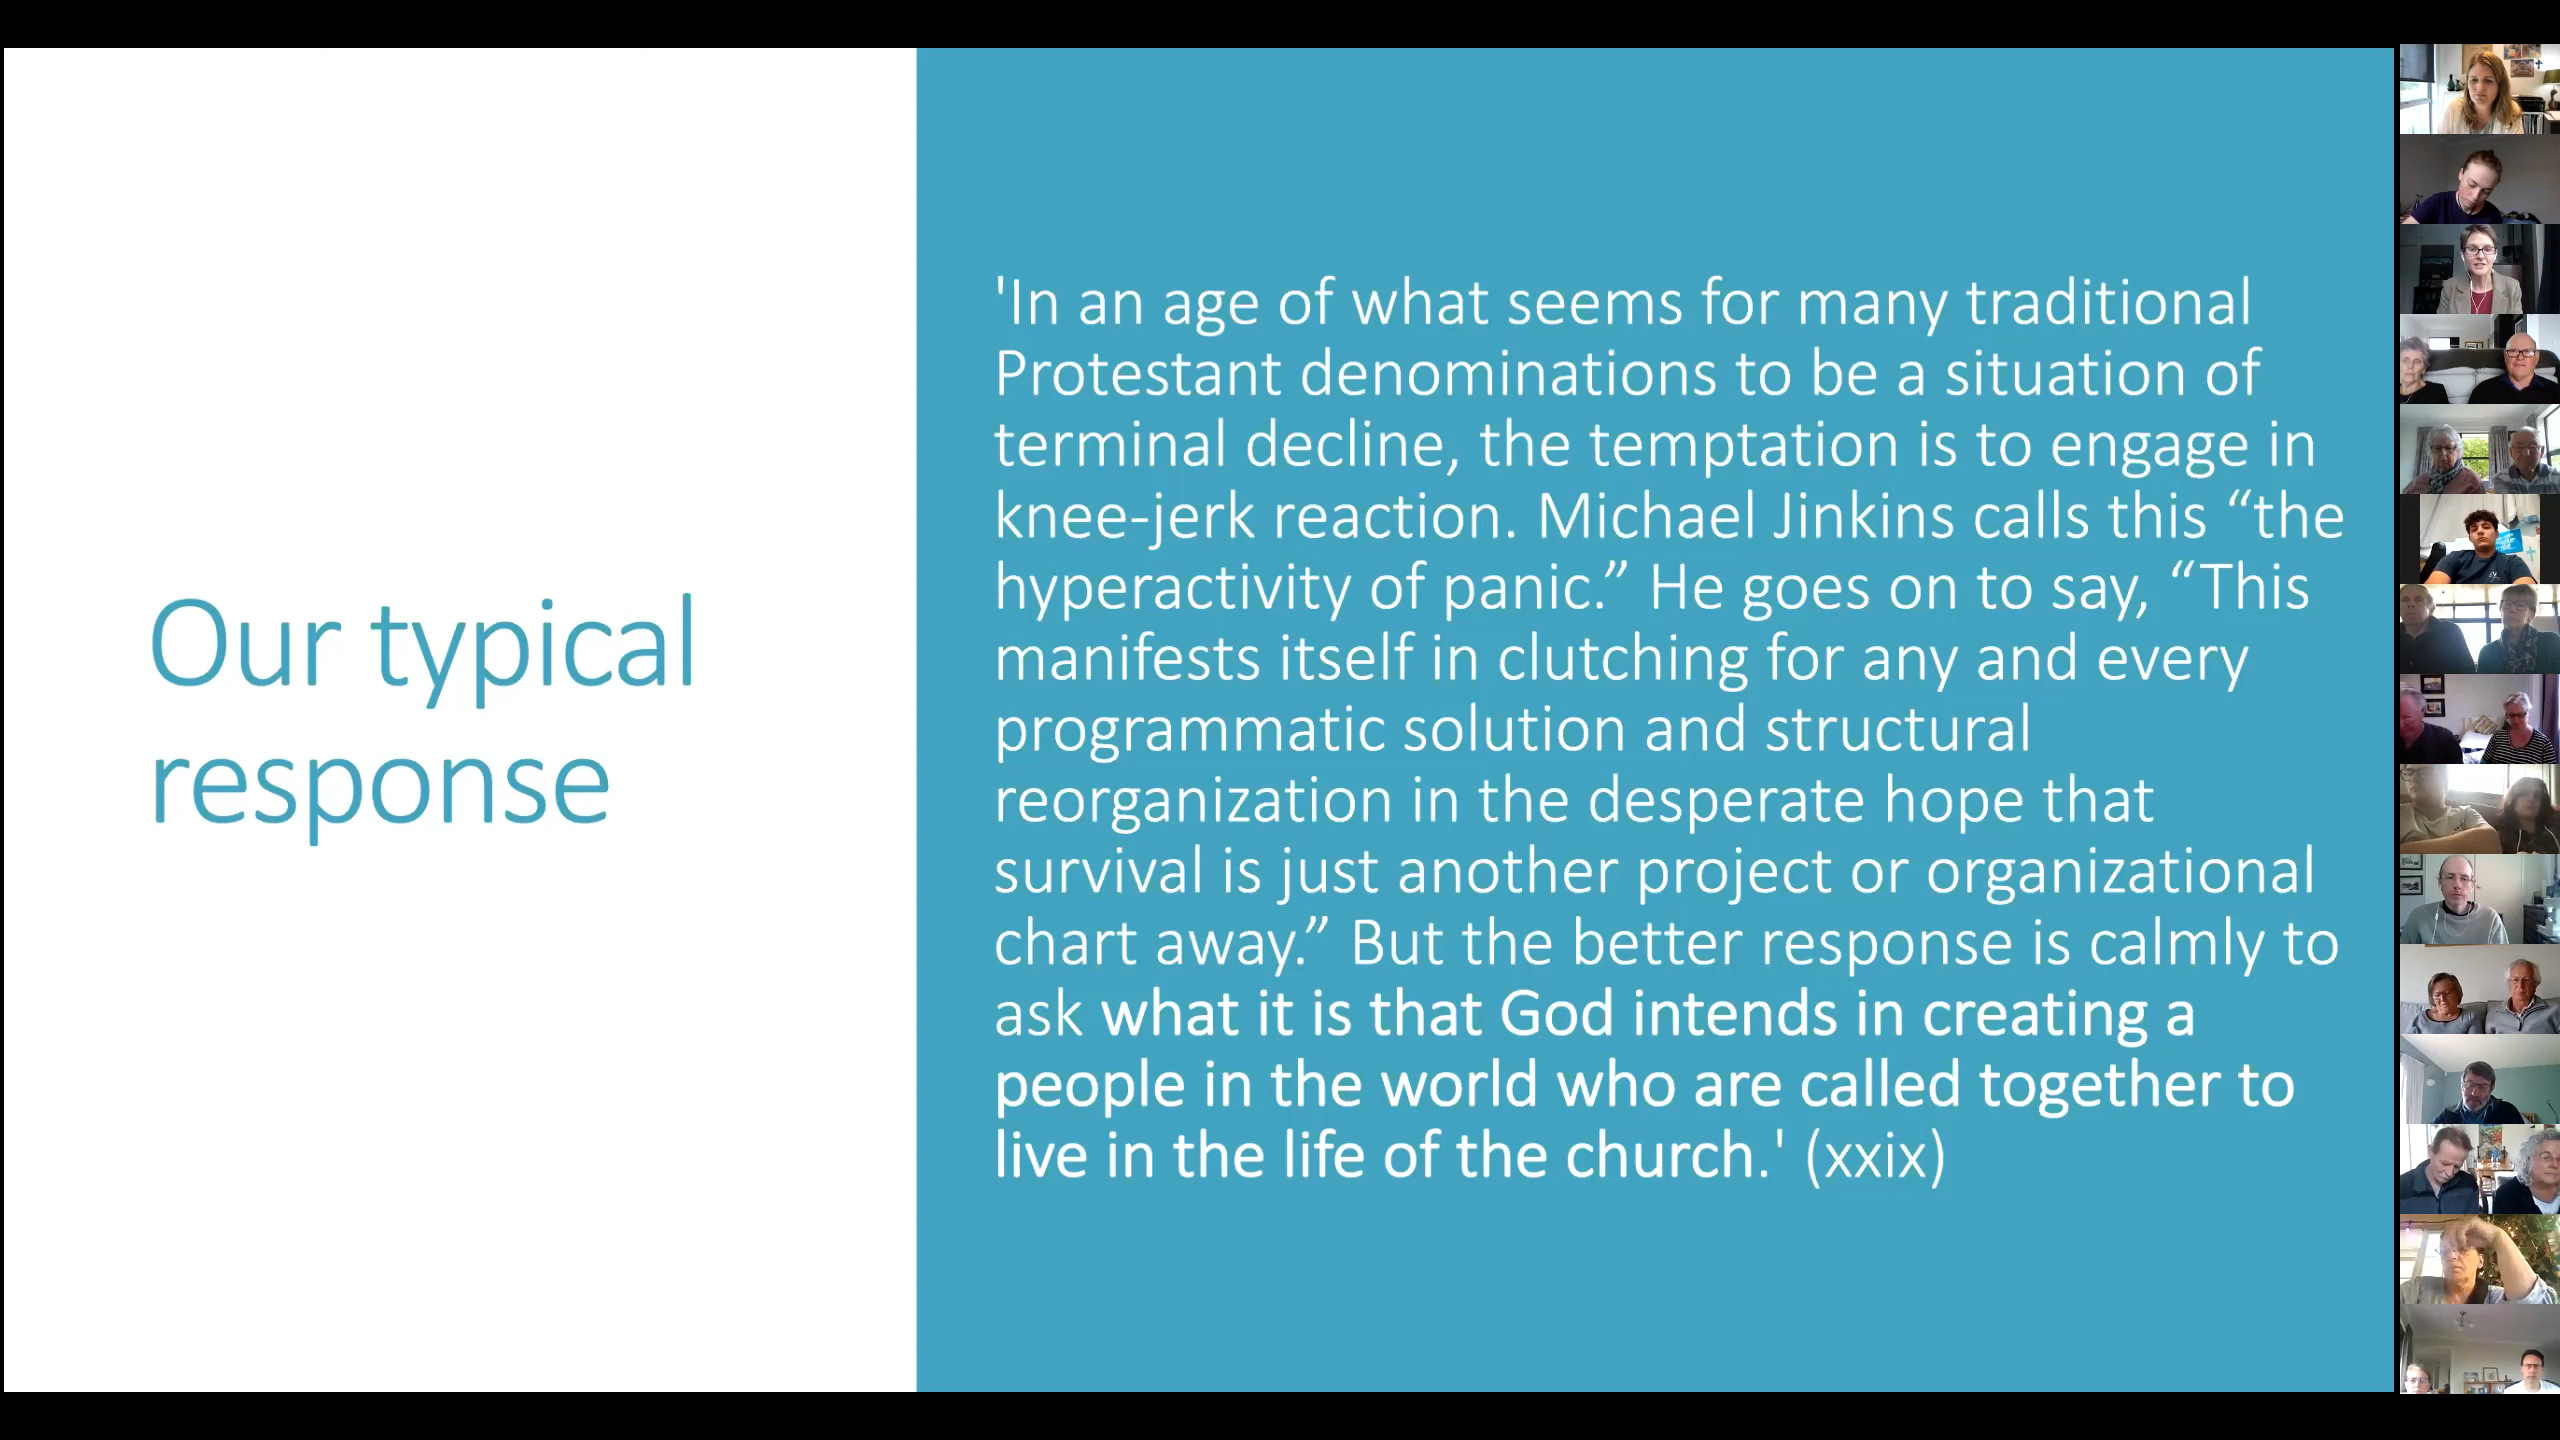 Our typical
response
'In an age of what seems for many traditional
Protestant denominations to be a situation of
terminal decline, the temptation is to engage in
knee-jerk reaction. Michael Jinkins calls this “the
hyperactivity of panic.” He goes on to say, “This
manifests itself in clutching for any and every
programmatic solution and structural
reorganization in the desperate hope that
survival is just another project or organizational
chart away.” But the better response is calmly to
ask what it is that God intends in creating a
people in the world who are called together to
live in the life of the church.' (xxix)